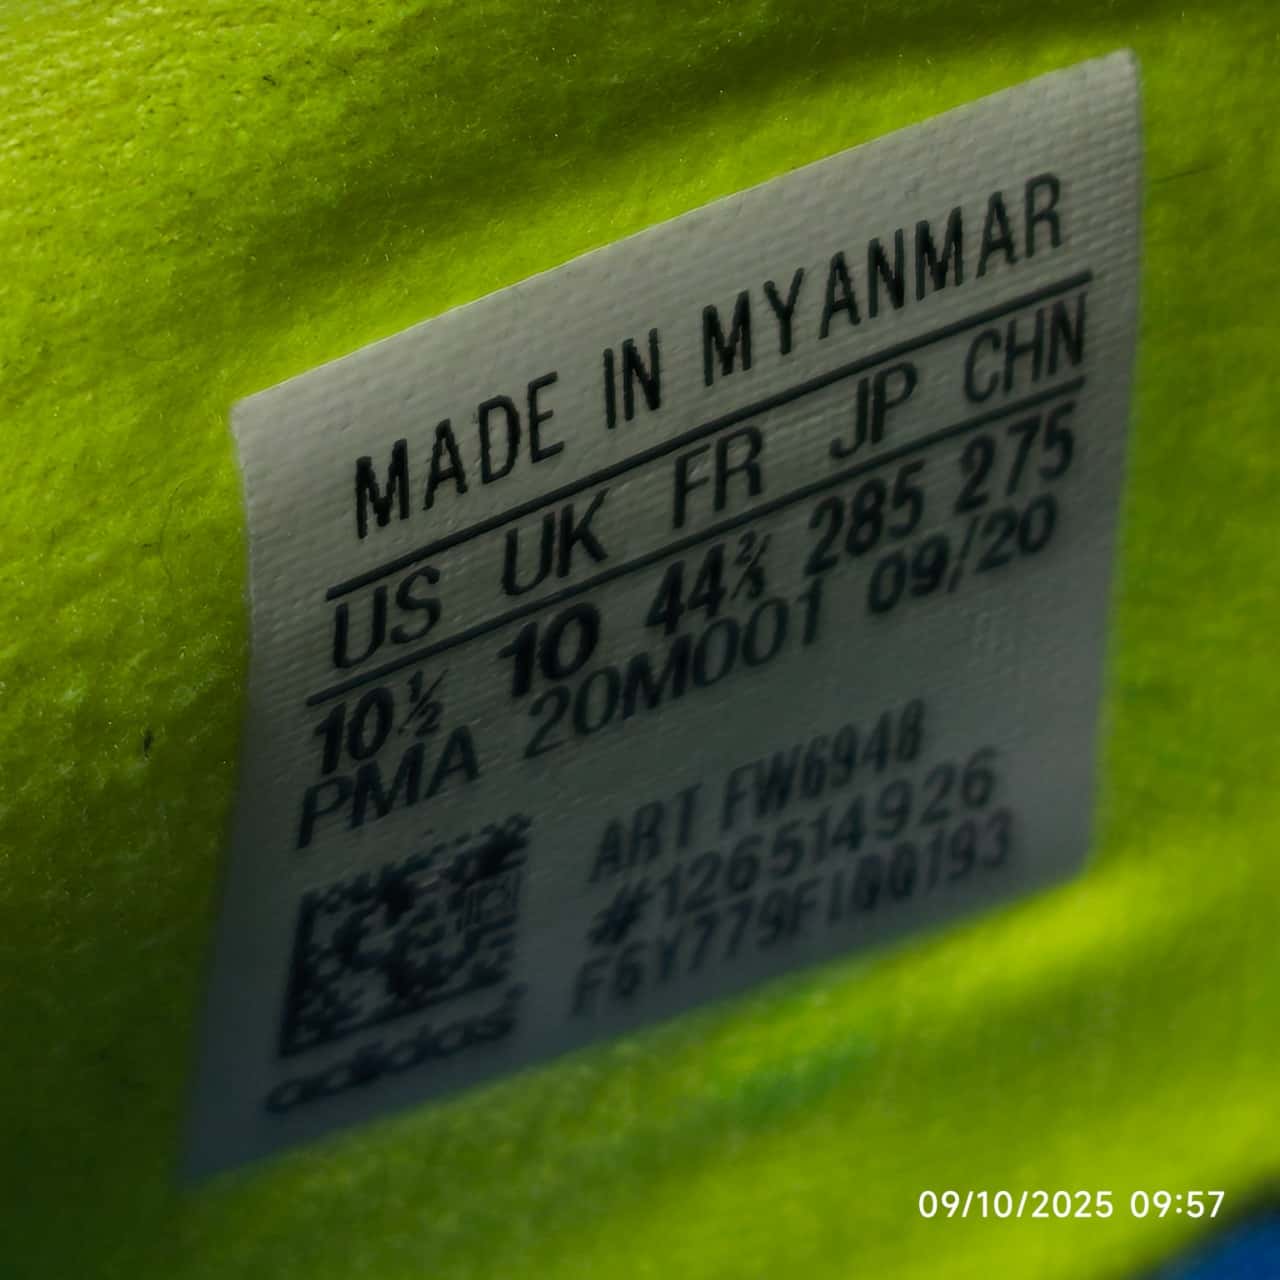 MADE IN MYANMAR
US UK FR JP CHN
10½ 10 44⅔ 285 275
PMA 20M001 09/20
ART FW6948
#1265514926
adidas
09/10/2025 09:57